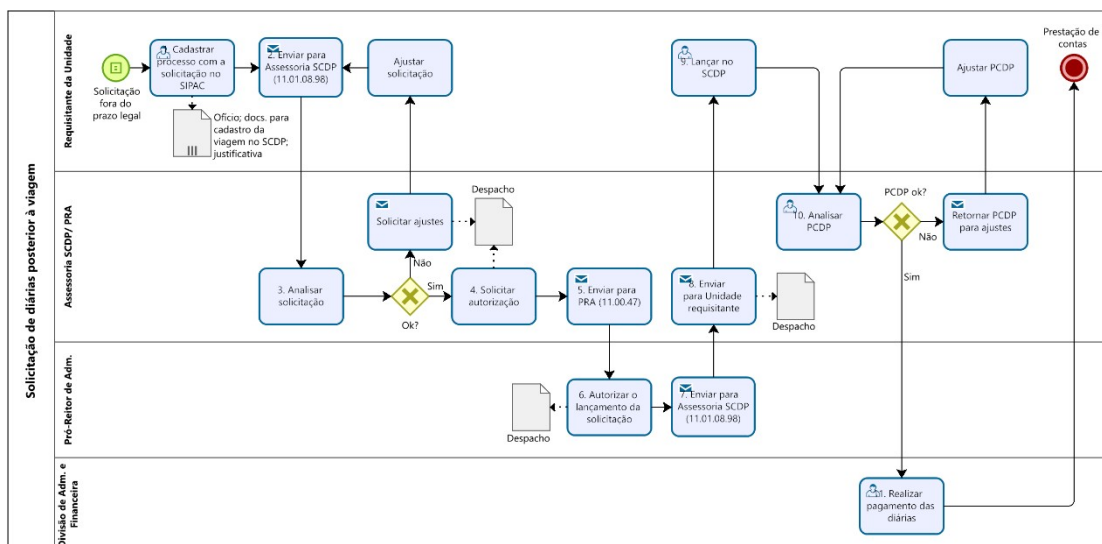 Solicitação de diárias posterior à viagem
Requisitante da Unidade
Solicitação
fora do
prazo legal
Cadastrar
processo com a
solicitação no
SIPAC
Ofício; docs. para
cadastro da
viagem no SCDP;
justificativa
2. Enviar para
Assessoria SCDP
(11.01.08.98)
Ajustar
solicitação
9. Lançar no
SCDP
Ajustar PCDP
Prestação de
contas
Assessoria SCDP/ PRA
3. Analisar
solicitação
Ok?
Não
Sim
Solicitar ajustes
Despacho
4. Solicitar
autorização
5. Enviar para
PRA (11.00.47)
8. Enviar
para Unidade
requisitante
Despacho
10. Analisar
PCDP
PCDP ok?
Não
Sim
Retornar PCDP
para ajustes
Pró-Reitor de Adm.
Despacho
6. Autorizar o
lançamento da
solicitação
7. Enviar para
Assessoria SCDP
(11.01.08.98)
Divisão de Adm. e
Financeira
1. Realizar
pagamento das
diárias